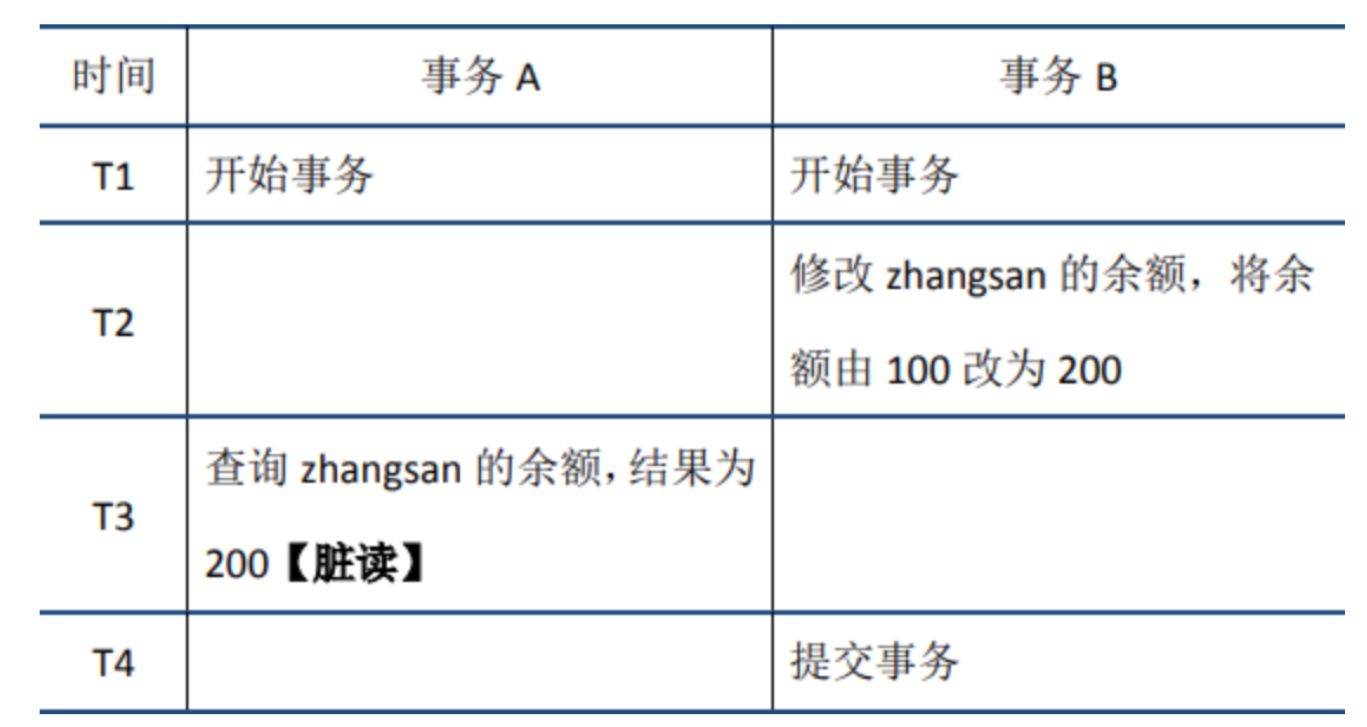 时间 事务 A 事务 B
T1 开始事务 开始事务
修改 zhangsan 的余额，将余
T2
额由 100 改为 200
查询 zhangsan 的余额，结果为
T3
200【脏读】
T4 提交事务